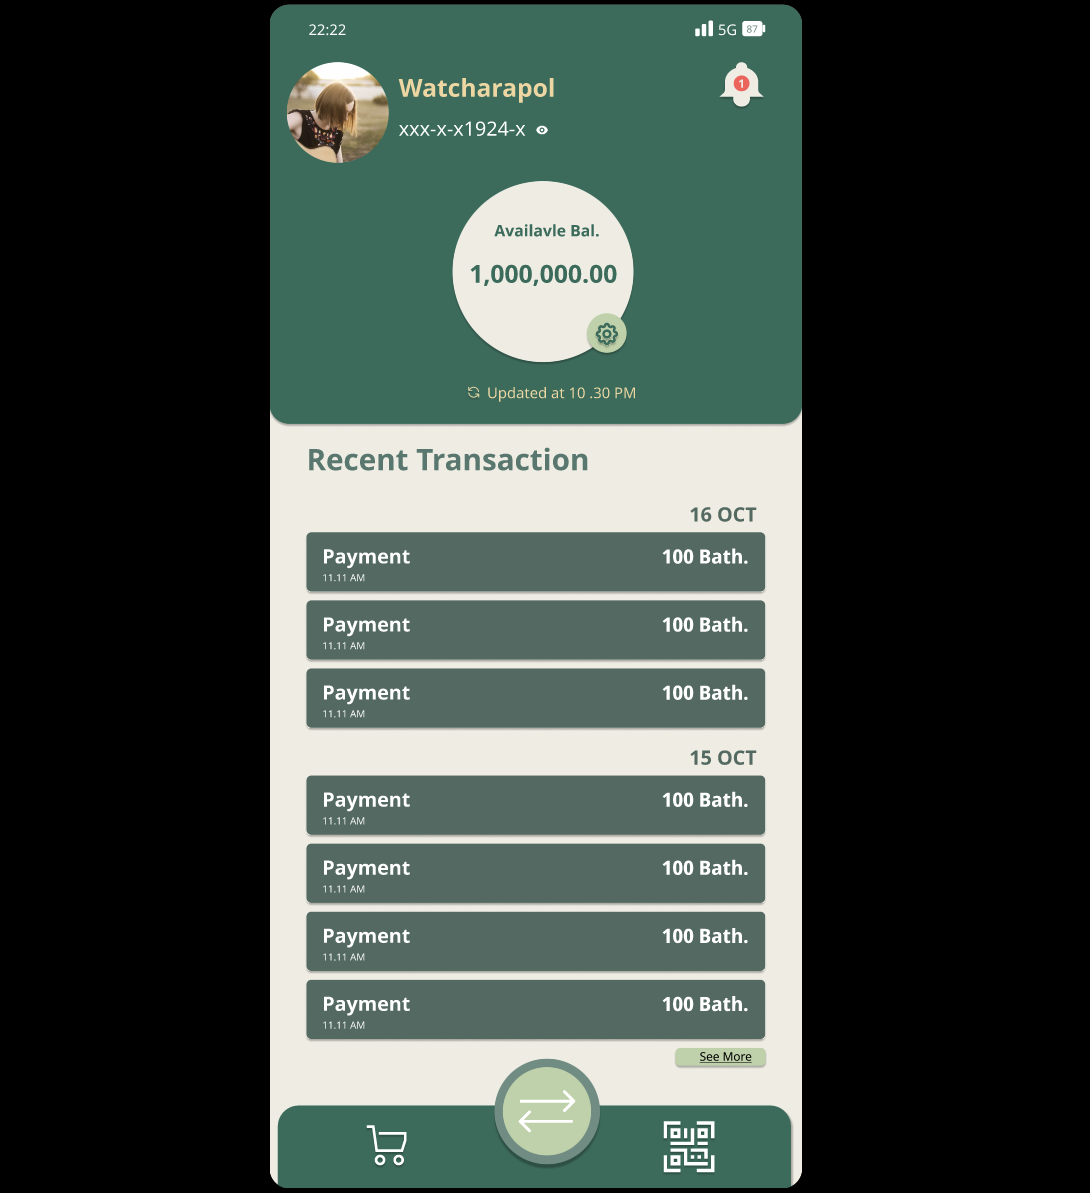 22:22
5G 87
Watcharapol
1
xxx-x-x1924-x
Availavle Bal.
1,000,000.00
Updated at 10 .30 PM
Recent Transaction
16 OCT
Payment 100 Bath.
11.11 AM
Payment 100 Bath.
11.11 AM
Payment 100 Bath.
11.11 AM
15 OCT
Payment 100 Bath.
11.11 AM
Payment 100 Bath.
11.11 AM
Payment 100 Bath.
11.11 AM
Payment 100 Bath.
11.11 AM
See More